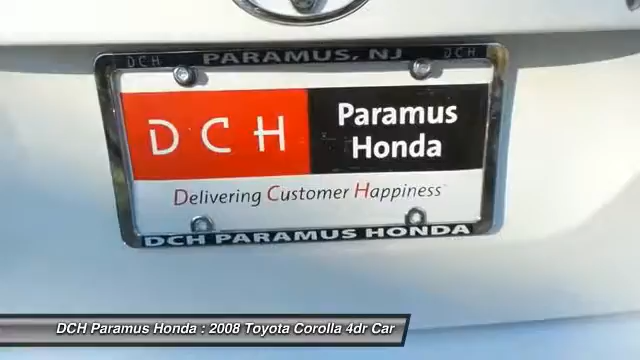 DCH PARAMUS, NJ DCH
DCH
Paramus
Honda
Delivering Customer Happiness
DCH PARAMUS HONDA
DCH Paramus Honda : 2008 Toyota Corolla 4dr Car